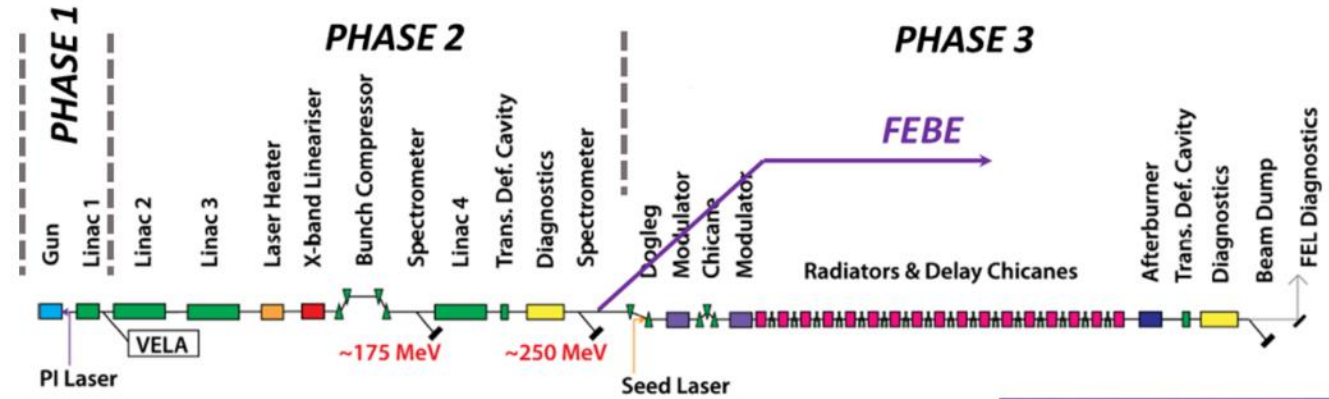 PHASE 1
PHASE 2
PHASE 3
FEBE
Gun
Linac 1
Linac 2
Linac 3
Laser Heater
X-band Lineariser
Bunch Compressor
Spectrometer
Linac 4
Trans. Def. Cavity
Diagnostics
Spectrometer
Dogleg
Modulator
Chicane
Modulator
Radiators & Delay Chicanes
Afterburner
Trans. Def. Cavity
Diagnostics
Beam Dump
FEL Diagnostics
VELA
~175 MeV
~250 MeV
PI Laser
Seed Laser